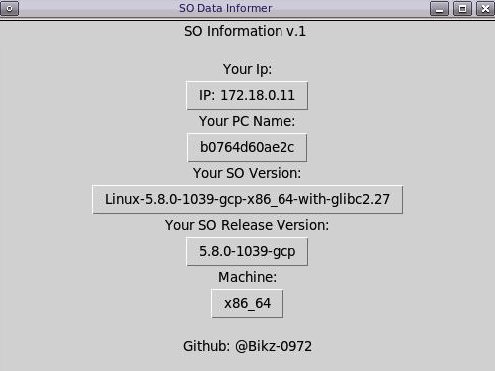 SO Data Informer
SO Information v.1
Your Ip:
IP: 172.18.0.11
Your PC Name:
b0764d60ae2c
Your SO Version:
Linux-5.8.0-1039-gcp-x86_64-with-glibc2.27
Your SO Release Version:
5.8.0-1039-gcp
Machine:
x86_64
Github: @Bikz-0972